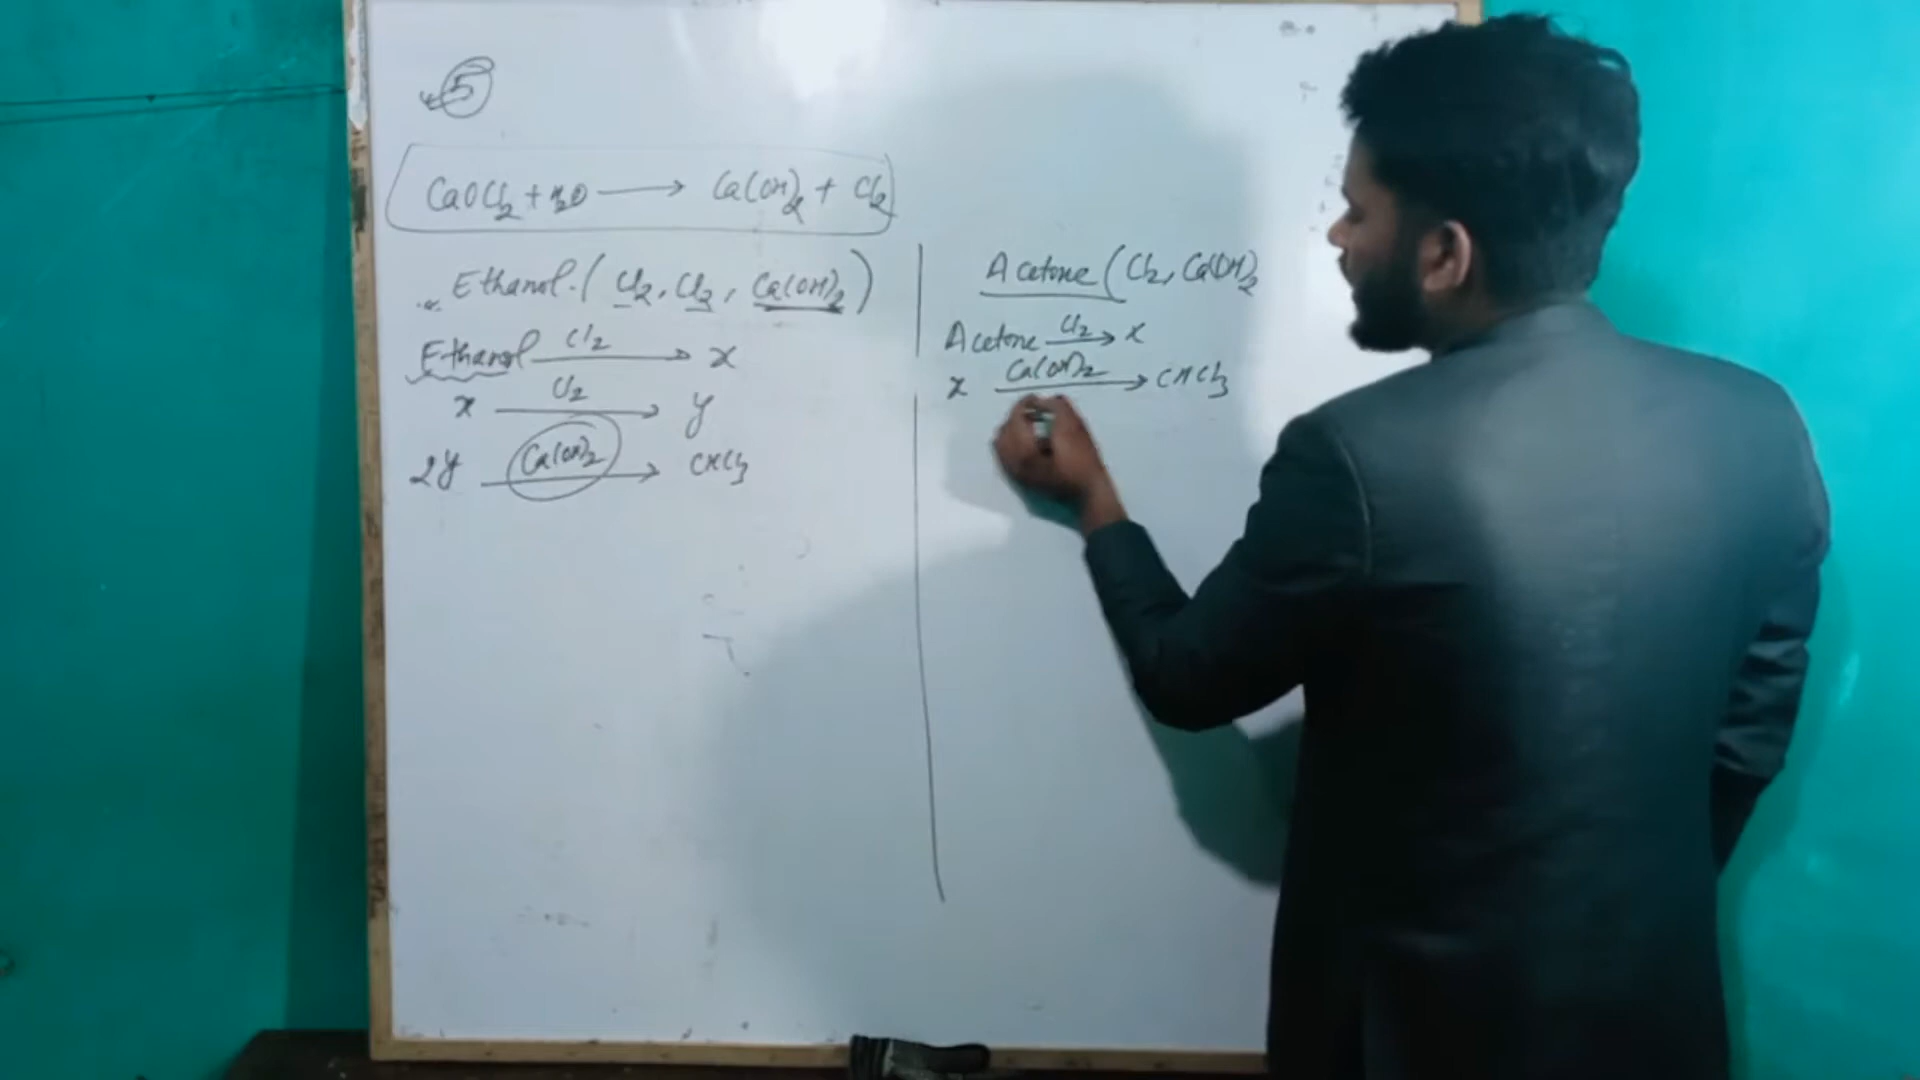 5
CaOCl2 + H2O → Ca(OH)2 + Cl2
Ethanol. (Cl2, Cl2, Ca(OH)2)
Ethanol Cl2 → x
x Cl2 → y
2y Ca(OH)2 → CHCl3
Acetone (Cl2, Ca(OH)2
Acetone Cl2 → x
x Ca(OH)2 → CHCl3